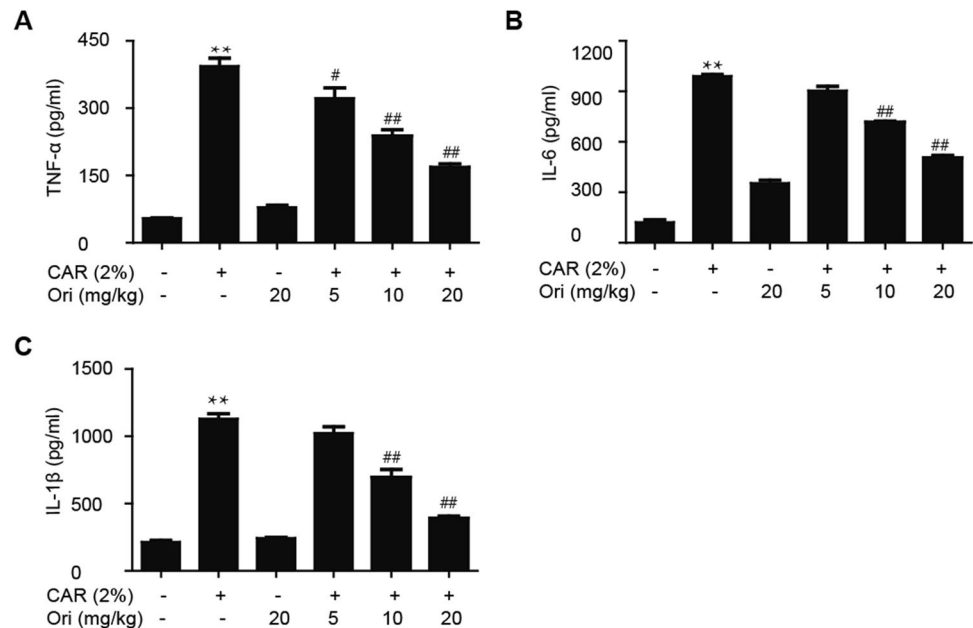 A
TNF-α (pg/ml)
450
300
150
0
**
#
##
##
CAR (2%) - + - + + +
Ori (mg/kg) - - 20 5 10 20
B
IL-6 (pg/ml)
1200
900
600
300
0
**
##
##
CAR (2%) - + - + + +
Ori (mg/kg) - - 20 5 10 20
C
IL-1β (pg/ml)
1500
1000
500
0
**
##
##
CAR (2%) - + - + + +
Ori (mg/kg) - - 20 5 10 20